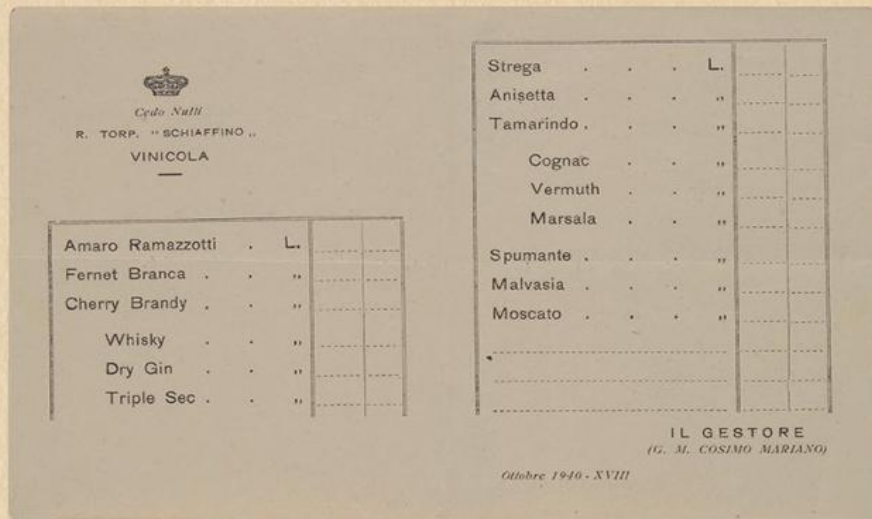 Cedo Nulli
R. TORP. "SCHIAFFINO„
VINICOLA
Amaro Ramazzotti . L.
Fernet Branca . . „
Cherry Brandy . . „
Whisky . . „
Dry Gin . . „
Triple Sec . . „
Strega . . . L.
Anisetta . . . „
Tamarindo . . . „
Cognac . . „
Vermuth . . „
Marsala . . „
Spumante . . . „
Malvasia . . . „
Moscato . . . „
IL GESTORE
(G. M. COSIMO MARIANO)
Ottobre 1940 - XVIII